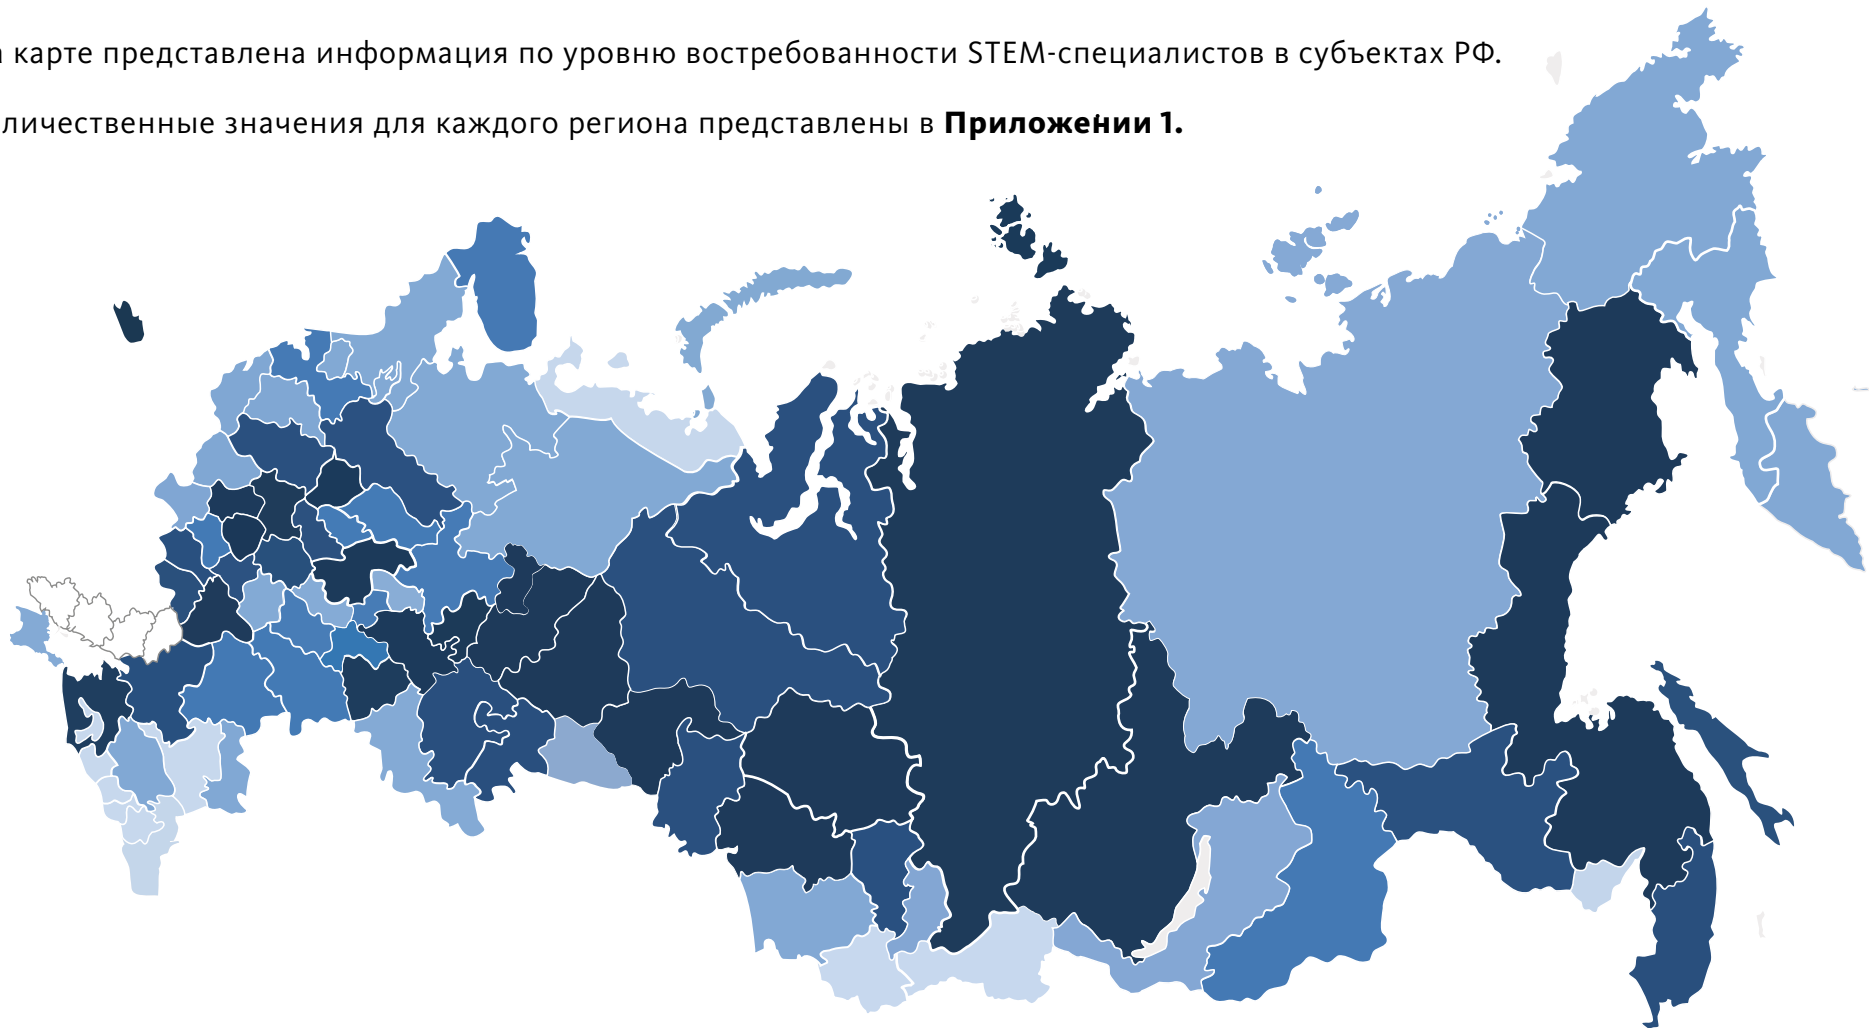 а карте представлена информация по уровню востребованности STEM-специалистов в субъектах РФ.
личественные значения для каждого региона представлены в Приложении 1.